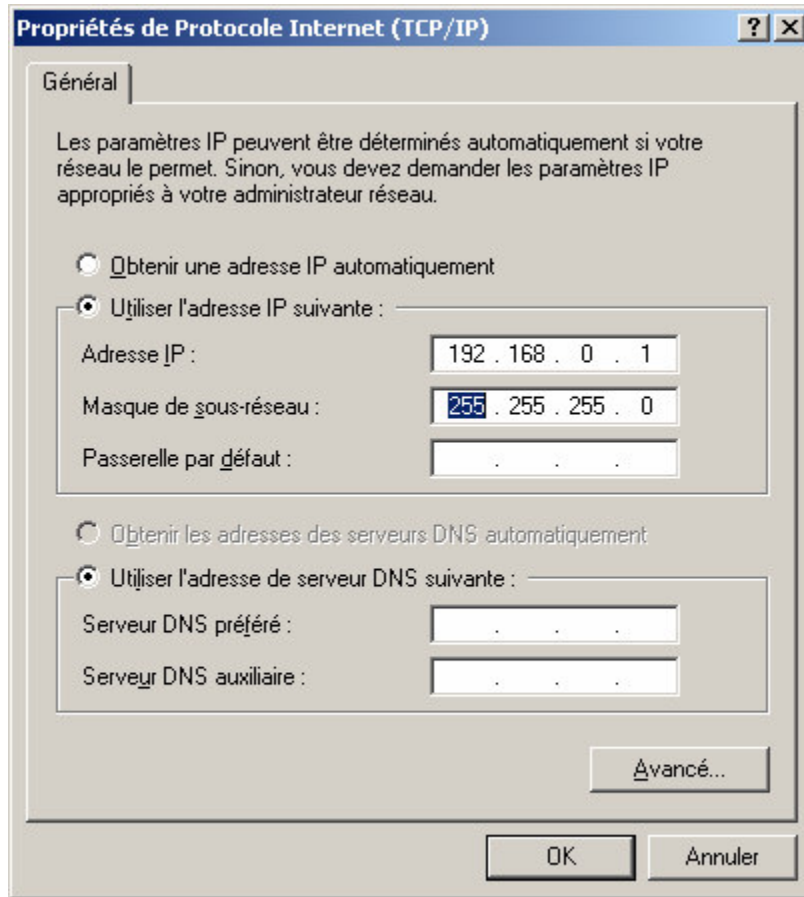 Propriétés de Protocole Internet (TCP/IP)
Général
Les paramètres IP peuvent être déterminés automatiquement si votre
réseau le permet. Sinon, vous devez demander les paramètres IP
appropriés à votre administrateur réseau.
Obtenir une adresse IP automatiquement
Utiliser l'adresse IP suivante :
Adresse IP : 192 . 168 . 0 . 1
Masque de sous-réseau : 255 . 255 . 255 . 0
Passerelle par défaut : . . .
Obtenir les adresses des serveurs DNS automatiquement
Utiliser l'adresse de serveur DNS suivante :
Serveur DNS préféré : . . .
Serveur DNS auxiliaire : . . .
Avancé...
OK Annuler